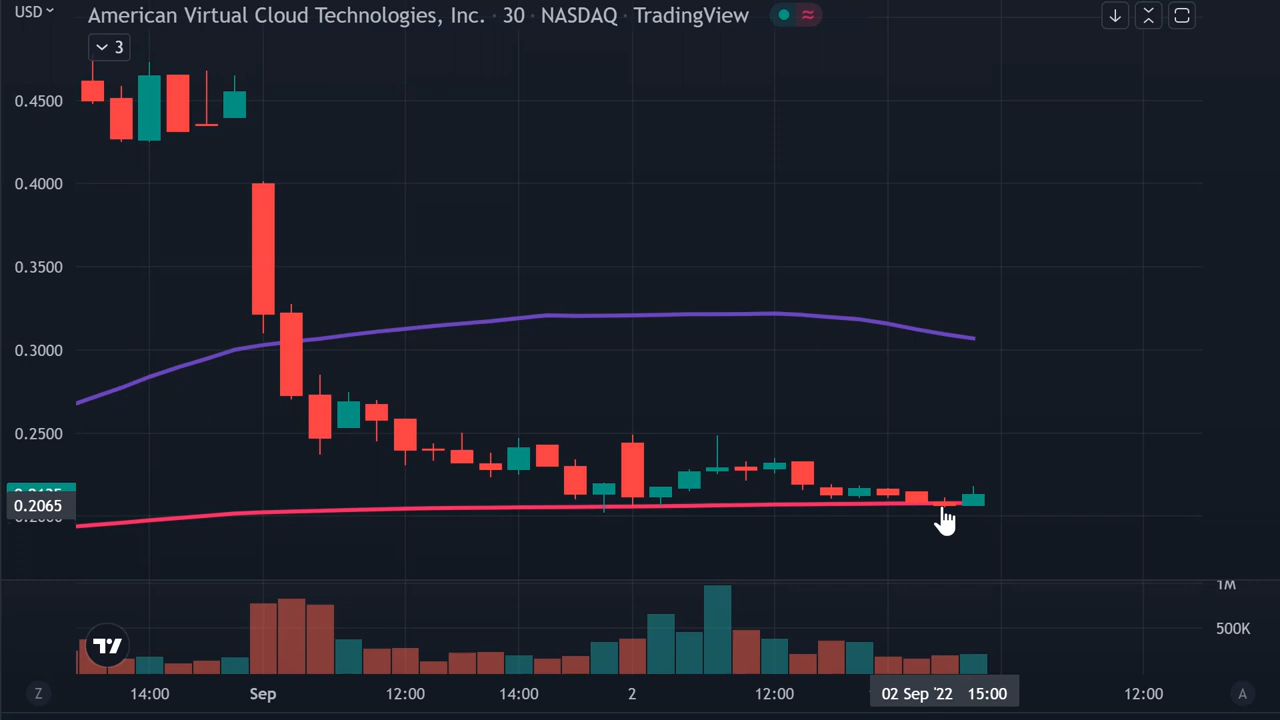 USD
American Virtual Cloud Technologies, Inc. · 30 · NASDAQ · TradingView
3
0.4500
0.4000
0.3500
0.3000
0.2500
0.2065
1M
500K
Z
14:00
Sep
12:00
14:00
2
12:00
02 Sep '22 15:00
12:00
A